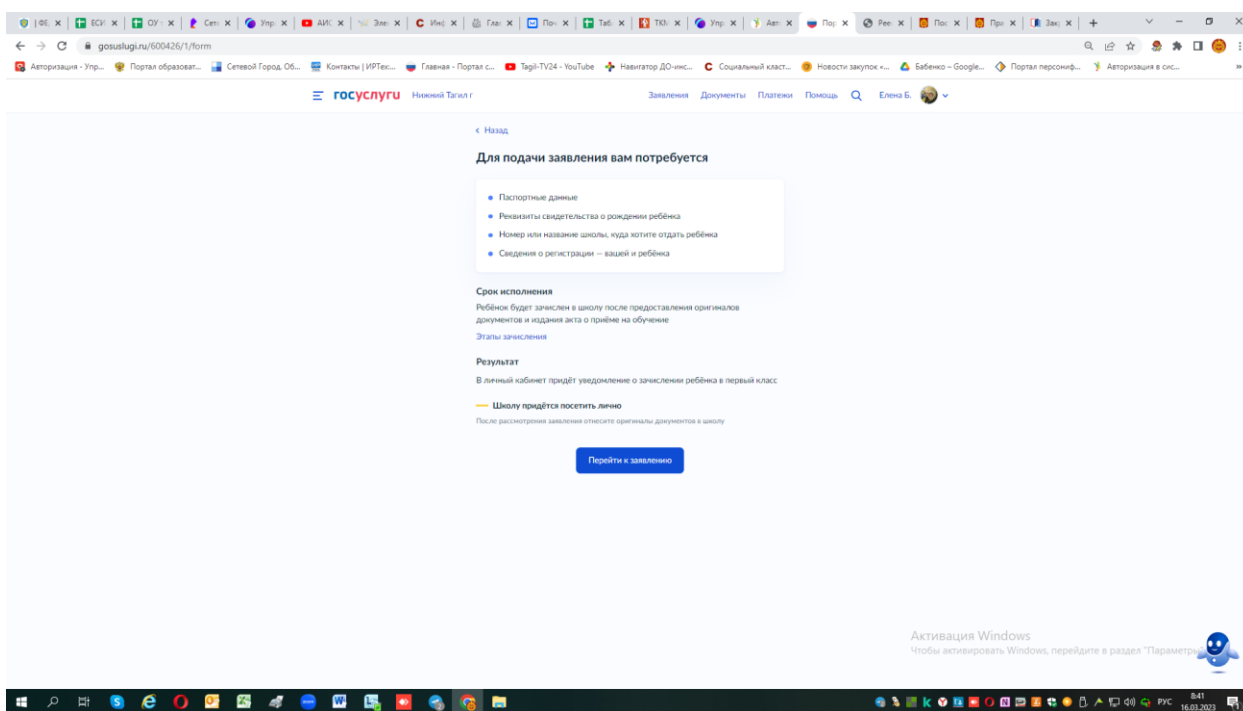 | ФЕ.
ЕСИ
ОУ
АИС
Упр
gosuslugi.ru/600426/1/form
Авторизация - Упр...
Портал образоват...
Сетевой Город. Об...
Контакты | ИРТех...
Главная - Портал с...
Tagil-TV24 - YouTube
Навигатор ДО-инс...
Социальный класт...
Новости закупок «...
Бабенко – Google...
Портал персониф...
Авторизация в сис...
госуслуги Нижний Тагил г
Заявления Документы Платежи Помощь Елена Б.
Назад
Для подачи заявления вам потребуется
Паспортные данные
Реквизиты свидетельства о рождении ребёнка
Номер или название школы, куда хотите отдать ребёнка
Сведения о регистрации — вашей и ребёнка
Срок исполнения
Ребёнок будет зачислен в школу после предоставления оригиналов
документов и издания акта о приёме на обучение
Этапы зачисления
Результат
В личный кабинет придёт уведомление о зачислении ребёнка в первый класс
Школу придётся посетить лично
После рассмотрения заявления отнесите оригиналы документов в школу
Перейти к заявлению
Активация Windows
Чтобы активировать Windows, перейдите в раздел "Параметры
РУС
8:41
16.03.2023